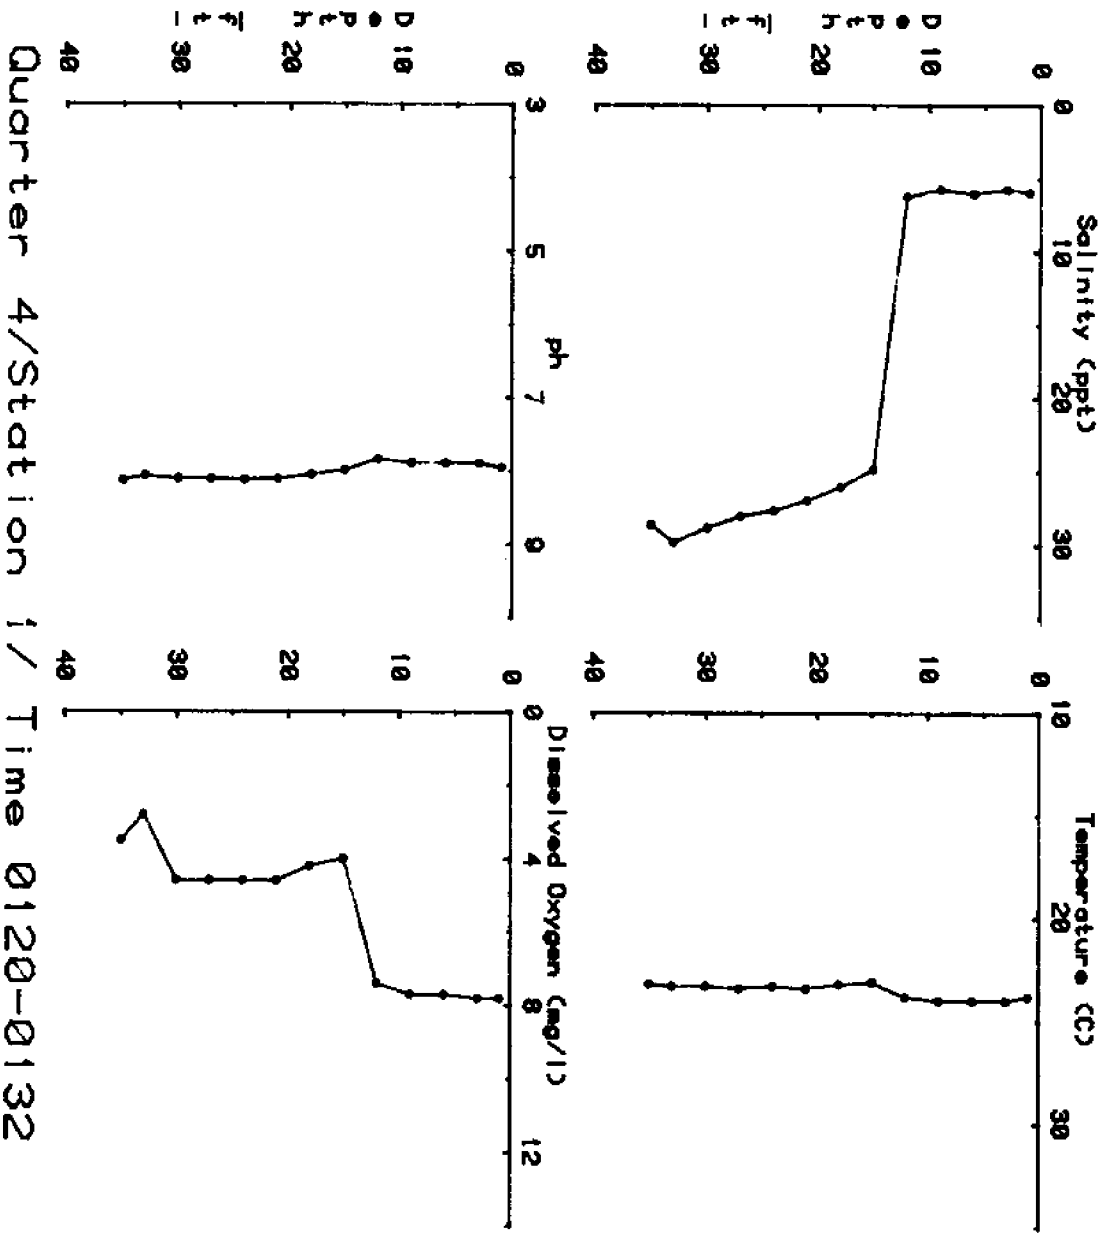 Salinity (ppt)
0 10 20 30
0
10
20
30
40
Depth
- ft -
Temperature (C)
10 20 30
0
10
20
30
40
ph
3 5 7 9
0
10
20
30
40
Depth
- ft -
Dissolved Oxygen (mg/l)
0 4 8 12
0
10
20
30
40
Quarter 4/Station 1/ Time 0120-0132